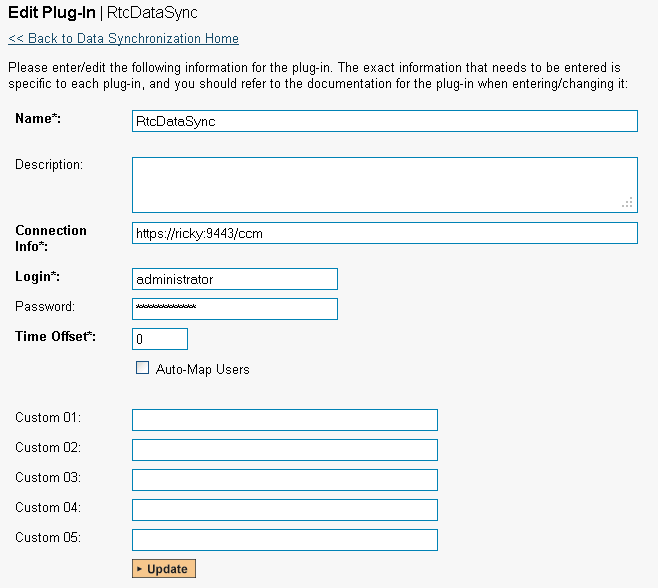 Edit Plug-In | RtcDataSync
<< Back to Data Synchronization Home
Please enter/edit the following information for the plug-in. The exact information that needs to be entered is
specific to each plug-in, and you should refer to the documentation for the plug-in when entering/changing it:
Name*: RtcDataSync
Description:
Connection
Info*: https://ricky:9443/ccm
Login*: administrator
Password: *************
Time Offset*: 0
Auto-Map Users
Custom 01:
Custom 02:
Custom 03:
Custom 04:
Custom 05:
Update